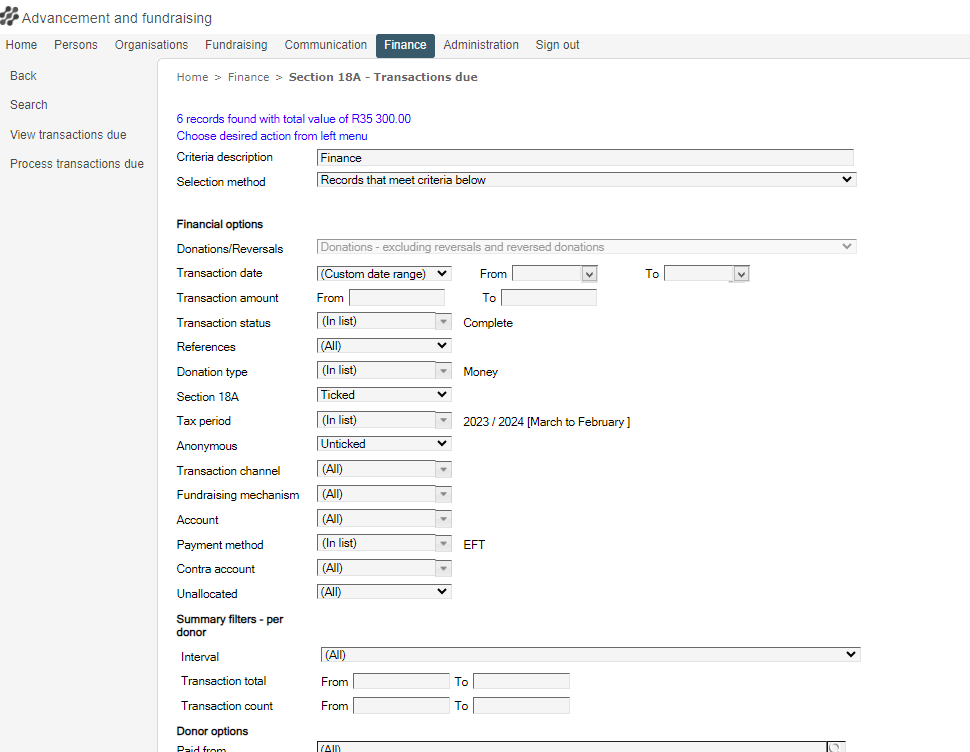 Advancement and fundraising
Home Persons Organisations Fundraising Communication Finance Administration Sign out
Back
Search
View transactions due
Process transactions due
Home > Finance > Section 18A - Transactions due
6 records found with total value of R35 300.00
Choose desired action from left menu
Criteria description Finance
Selection method Records that meet criteria below
Financial options
Donations/Reversals Donations - excluding reversals and reversed donations
Transaction date (Custom date range) From To
Transaction amount From To
Transaction status (In list) Complete
References (All)
Donation type (In list) Money
Section 18A Ticked
Tax period (In list) 2023 / 2024 [March to February ]
Anonymous Unticked
Transaction channel (All)
Fundraising mechanism (All)
Account (All)
Payment method (In list) EFT
Contra account (All)
Unallocated (All)
Summary filters - per
donor
Interval (All)
Transaction total From To
Transaction count From To
Donor options
Paid from (All)